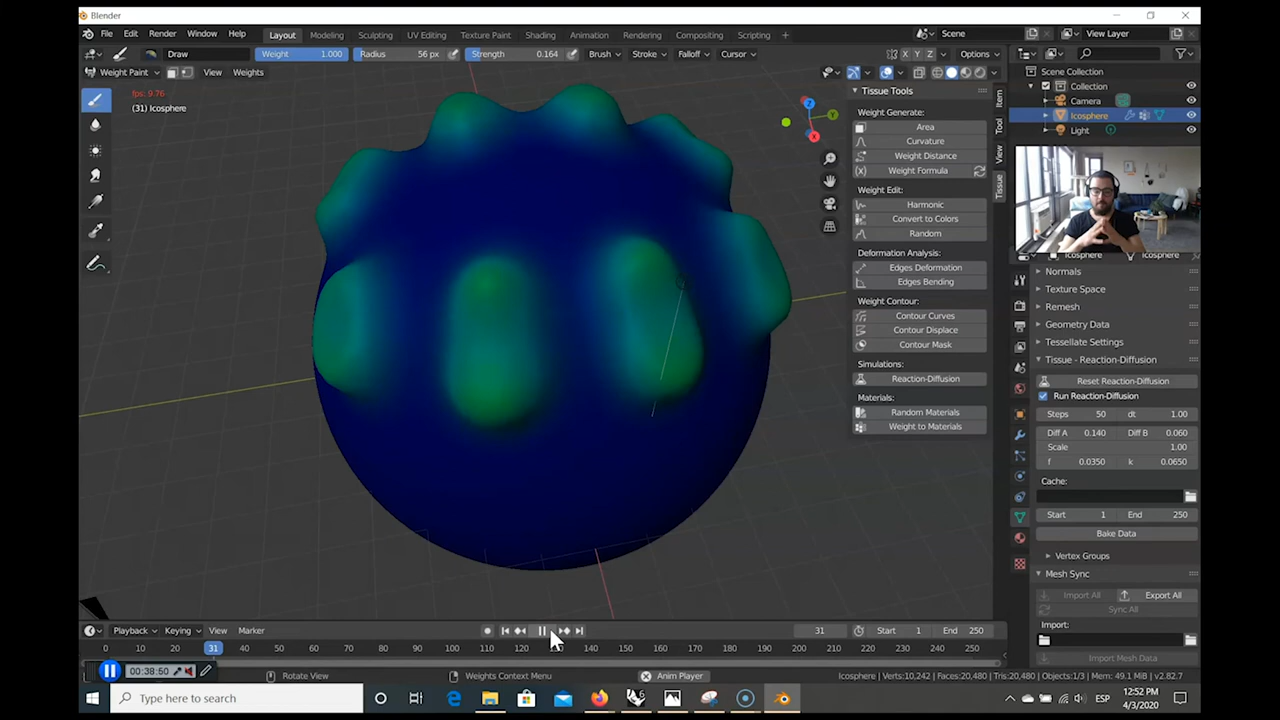 Blender
File Edit Render Window Help Layout Modeling Sculpting UV Editing Texture Paint Shading Animation Rendering Compositing Scripting + Scene View Layer
Draw Weight 1.000 Radius 56 px Strength 0.164 Brush Stroke Falloff Cursor X Y Z Options
Weight Paint View Weights
fps: 9.76
(31) Icosphere
Tissue Tools
Weight Generate:
Area
Curvature
Weight Distance
Weight Formula
Weight Edit:
Harmonic
Convert to Colors
Random
Deformation Analysis:
Edges Deformation
Edges Bending
Weight Contour:
Contour Curves
Contour Displace
Contour Mask
Simulations:
Reaction-Diffusion
Materials:
Random Materials
Weight to Materials
Item
Tool
View
Tissue
Z
Y
X
Scene Collection
Collection
Camera
Icosphere
Light
Icosphere Icosphere
Normals
Texture Space
Remesh
Geometry Data
Tessellate Settings
Tissue - Reaction-Diffusion
Reset Reaction-Diffusion
Run Reaction-Diffusion
Steps 50 dt 1.00
Diff A 0.140 Diff B 0.060
Scale 1.00
f 0.0350 k 0.0650
Cache:
Start 1 End 250
Bake Data
Vertex Groups
Mesh Sync
Import All Export All
Sync All
Import:
Import Mesh Data
Playback Keying View Marker 31 Start 1 End 250
0 10 20 31 40 50 60 70 80 90 100 110 120 130 140 150 160 170 180 190 200 210 220 230 240 250
00:38:50 Rotate View Weights Context Menu Anim Player Icosphere | Verts:10,242 | Faces:20,480 | Tris:20,480 | Objects:1/3 | Mem: 49.1 MiB | v2.82.7
Type here to search ESP 12:52 PM
4/3/2020